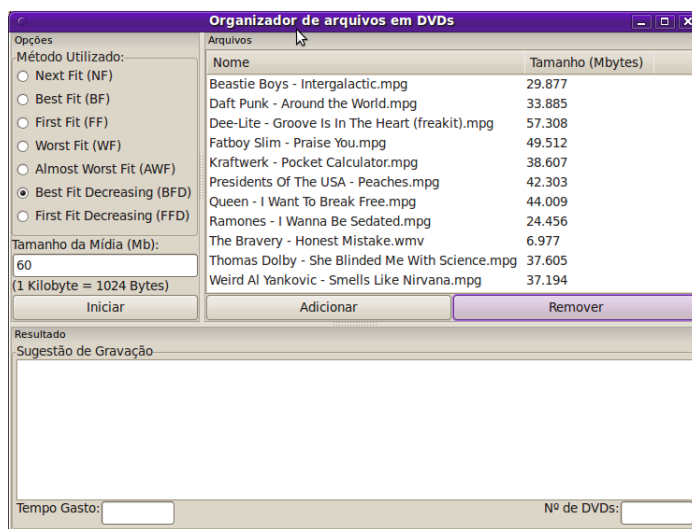 Organizador de arquivos em DVDs
Opções
Método Utilizado:
Next Fit (NF)
Best Fit (BF)
First Fit (FF)
Worst Fit (WF)
Almost Worst Fit (AWF)
Best Fit Decreasing (BFD)
First Fit Decreasing (FFD)
Tamanho da Mídia (Mb):
60
(1 Kilobyte = 1024 Bytes)
Iniciar
Arquivos
Nome Tamanho (Mbytes)
Beastie Boys - Intergalactic.mpg 29.877
Daft Punk - Around the World.mpg 33.885
Dee-Lite - Groove Is In The Heart (freakit).mpg 57.308
Fatboy Slim - Praise You.mpg 49.512
Kraftwerk - Pocket Calculator.mpg 38.607
Presidents Of The USA - Peaches.mpg 42.303
Queen - I Want To Break Free.mpg 44.009
Ramones - I Wanna Be Sedated.mpg 24.456
The Bravery - Honest Mistake.wmv 6.977
Thomas Dolby - She Blinded Me With Science.mpg 37.605
Weird Al Yankovic - Smells Like Nirvana.mpg 37.194
Adicionar Remover
Resultado
Sugestão de Gravação
Tempo Gasto: Nº de DVDs: